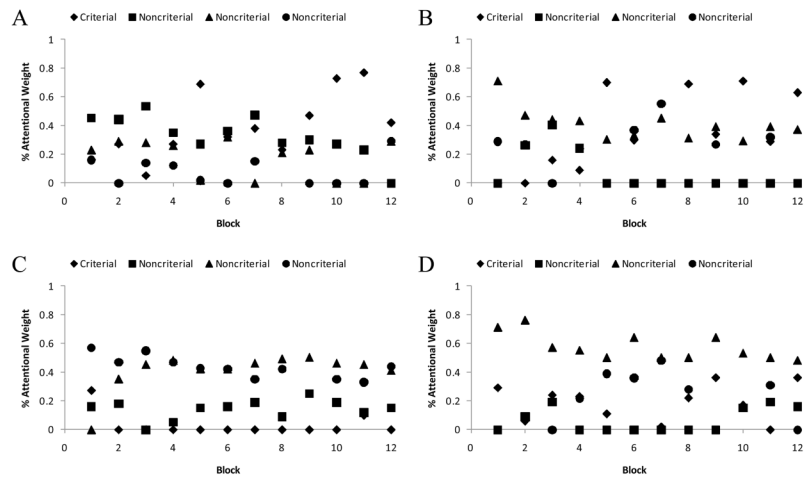 A
◆ Criterial ■ Noncriterial ▲ Noncriterial ● Noncriterial
1
0.8
0.6
0.4
0.2
0
% Attentional Weight
0 2 4 6 8 10 12
Block
B
◆ Criterial ■ Noncriterial ▲ Noncriterial ● Noncriterial
1
0.8
0.6
0.4
0.2
0
% Attentional Weight
0 2 4 6 8 10 12
Block
C
◆ Criterial ■ Noncriterial ▲ Noncriterial ● Noncriterial
1
0.8
0.6
0.4
0.2
0
% Attentional Weight
0 2 4 6 8 10 12
Block
D
◆ Criterial ■ Noncriterial ▲ Noncriterial ● Noncriterial
1
0.8
0.6
0.4
0.2
0
% Attentional Weight
0 2 4 6 8 10 12
Block